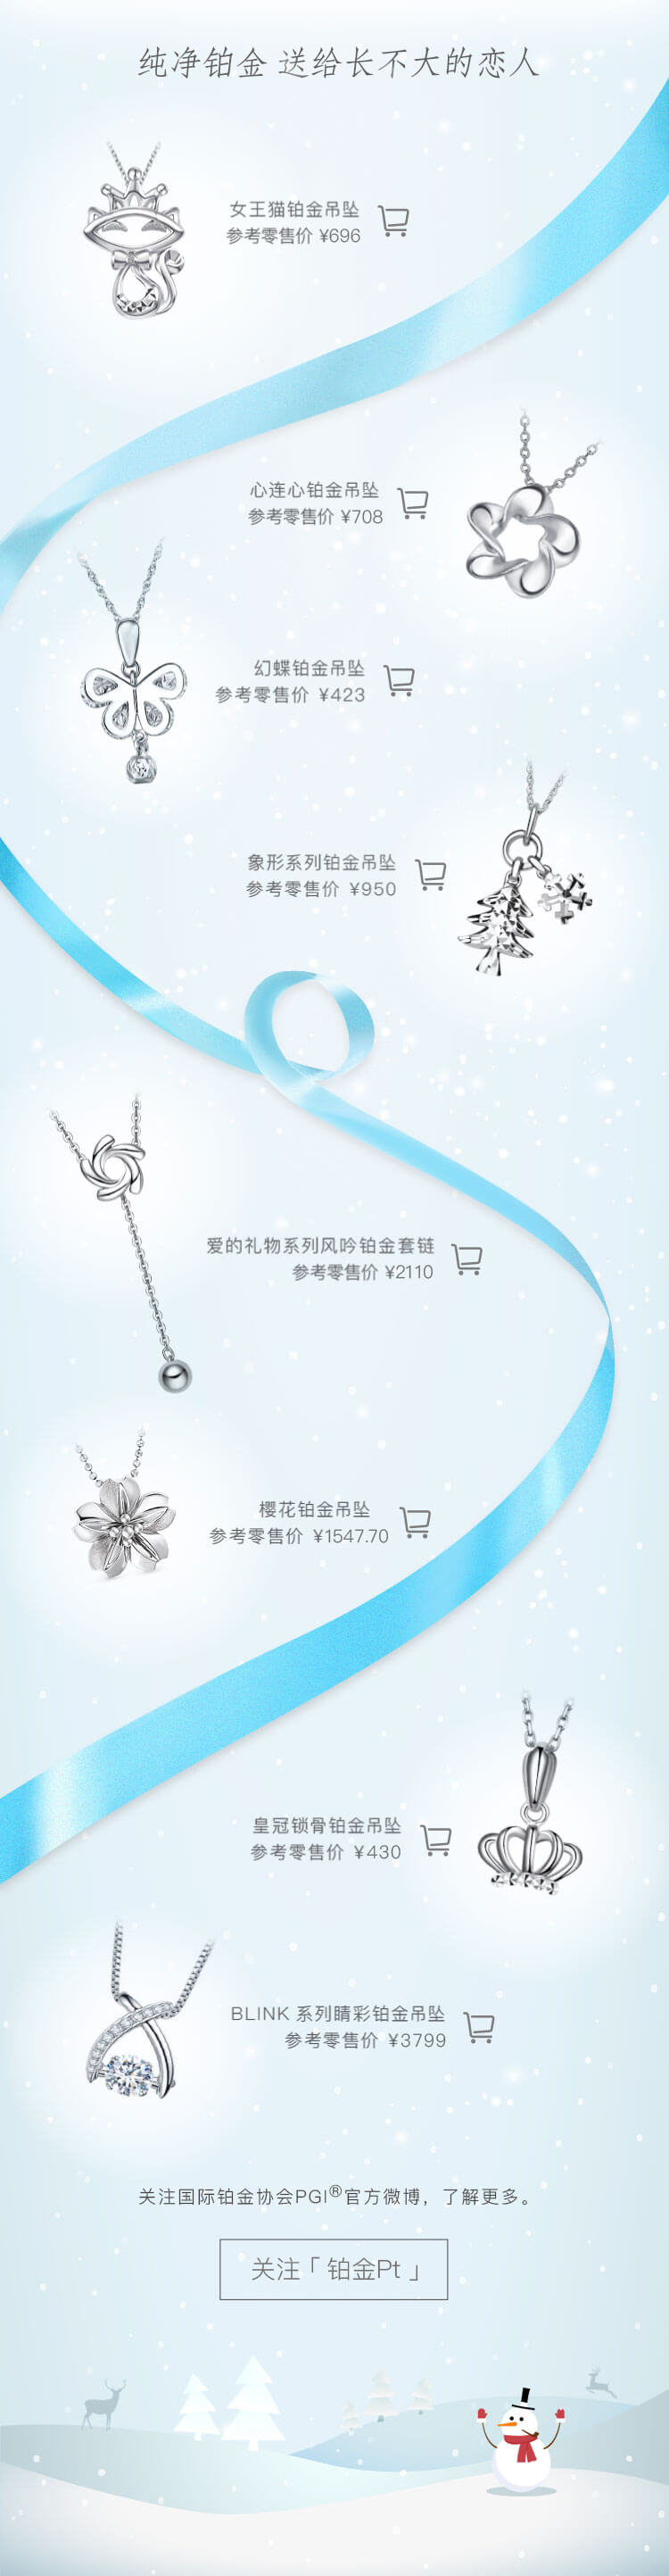 纯净铂金 送给长不大的恋人
女王猫铂金吊坠
参考零售价 ¥696
心连心铂金吊坠
参考零售价 ¥708
幻蝶铂金吊坠
参考零售价 ¥423
象形系列铂金吊坠
参考零售价 ¥950
爱的礼物系列风吟铂金套链
参考零售价 ¥2110
樱花铂金吊坠
参考零售价 ¥1547.70
皇冠锁骨铂金吊坠
参考零售价 ¥430
BLINK 系列睛彩铂金吊坠
参考零售价 ¥3799
关注国际铂金协会PGI®官方微博，了解更多。
关注「铂金Pt」